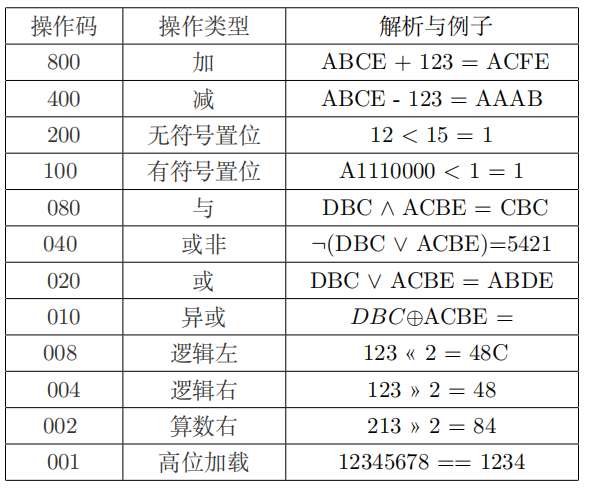 操作码 操作类型 解析与例子
800 加 ABCE + 123 = ACFE
400 减 ABCE - 123 = AAAB
200 无符号置位 12 < 15 = 1
100 有符号置位 A1110000 < 1 = 1
080 与 DBC ∧ ACBE = CBC
040 或非 ¬(DBC ∨ ACBE)=5421
020 或 DBC ∨ ACBE = ABDE
010 异或 DBC⊕ACBE =
008 逻辑左 123 « 2 = 48C
004 逻辑右 123 » 2 = 48
002 算数右 213 » 2 = 84
001 高位加载 12345678 == 1234